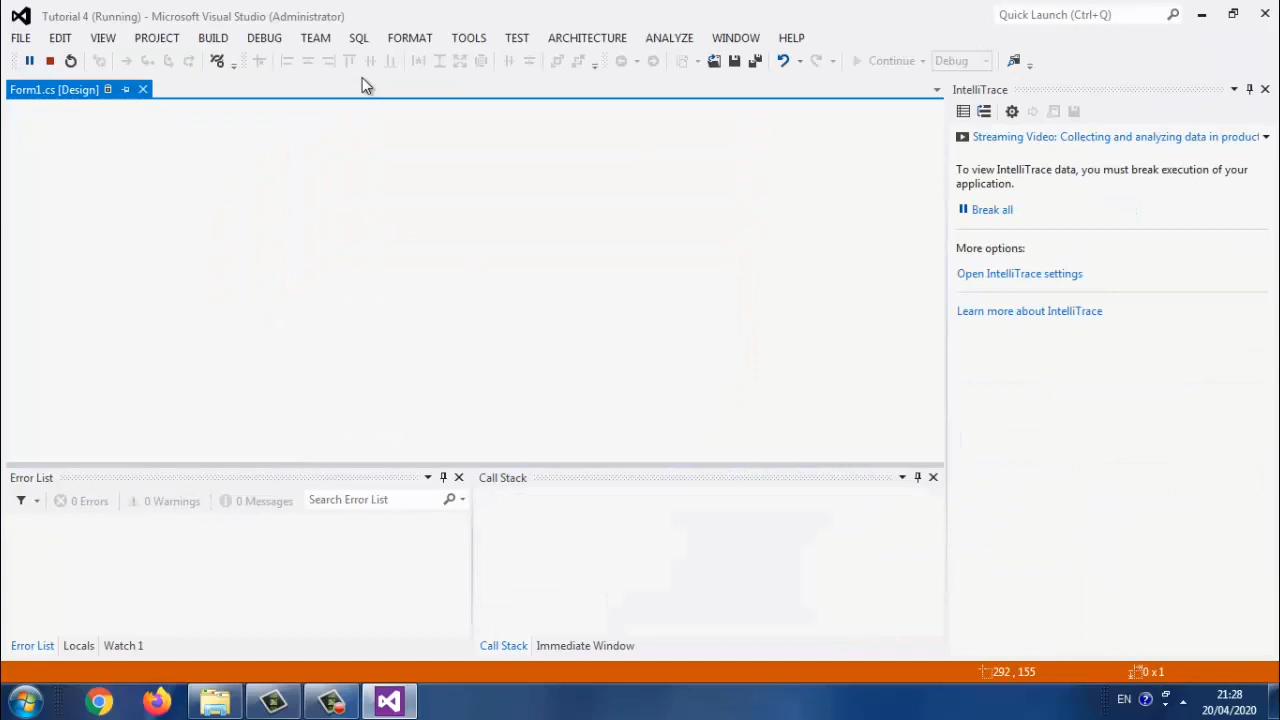 Tutorial 4 (Running) - Microsoft Visual Studio (Administrator)
Quick Launch (Ctrl+Q)
FILE EDIT VIEW PROJECT BUILD DEBUG TEAM SQL FORMAT TOOLS TEST ARCHITECTURE ANALYZE WINDOW HELP
Continue Debug
Form1.cs [Design]
IntelliTrace
Streaming Video: Collecting and analyzing data in product
To view IntelliTrace data, you must break execution of your
application.
Break all
More options:
Open IntelliTrace settings
Learn more about IntelliTrace
Error List
0 Errors 0 Warnings 0 Messages Search Error List
Error List Locals Watch 1
Call Stack
Call Stack Immediate Window
292 , 155 0 x 1
EN 21:28
20/04/2020